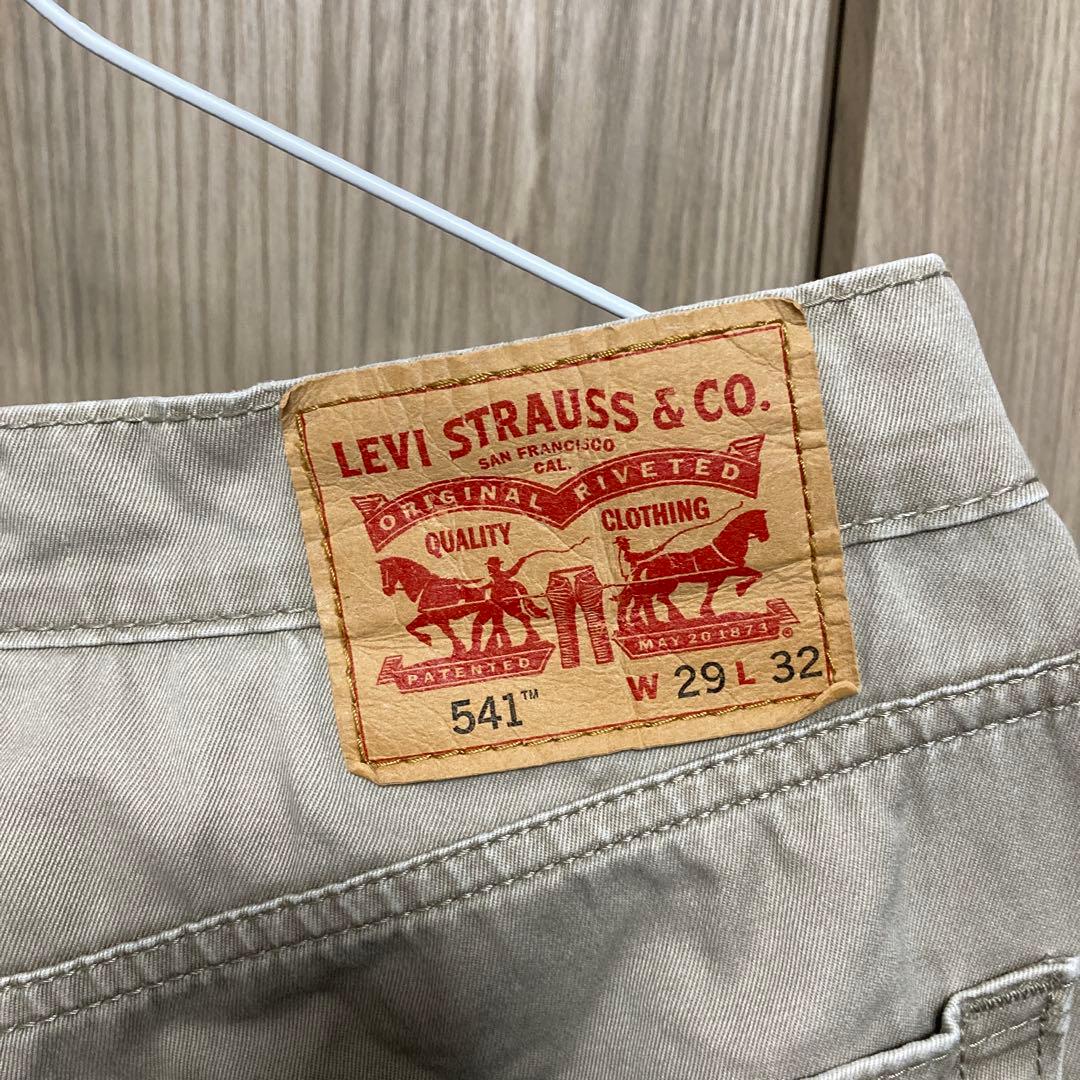 LEVI STRAUSS & CO.
SAN FRANCISCO
CAL.
ORIGINAL RIVETED
QUALITY CLOTHING
PATENTED MAY 20 1873 ®
541™ W 29 L 32